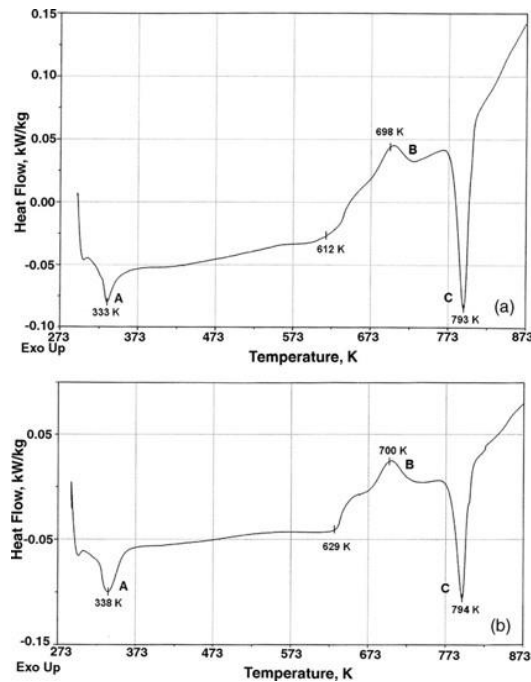 0.15
0.10
0.05
0.00
-0.05
-0.10
Heat Flow, kW/kg
698 K
B
612 K
A
333 K
C
793 K
(a)
273 373 473 573 673 773 873
Exo Up
Temperature, K
0.05
-0.05
-0.15
Heat Flow, kW/kg
700 K
B
629 K
A
338 K
C
794 K
(b)
273 373 473 573 673 773 873
Exo Up
Temperature, K